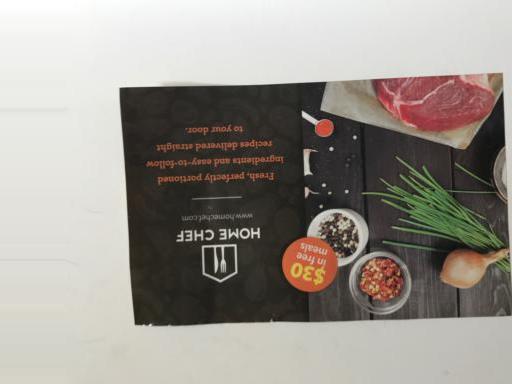 $30
in free
meals
HOME CHEF
www.homechef.com
Fresh, perfectly portioned
ingredients and easy-to-follow
recipes delivered straight
to your door.